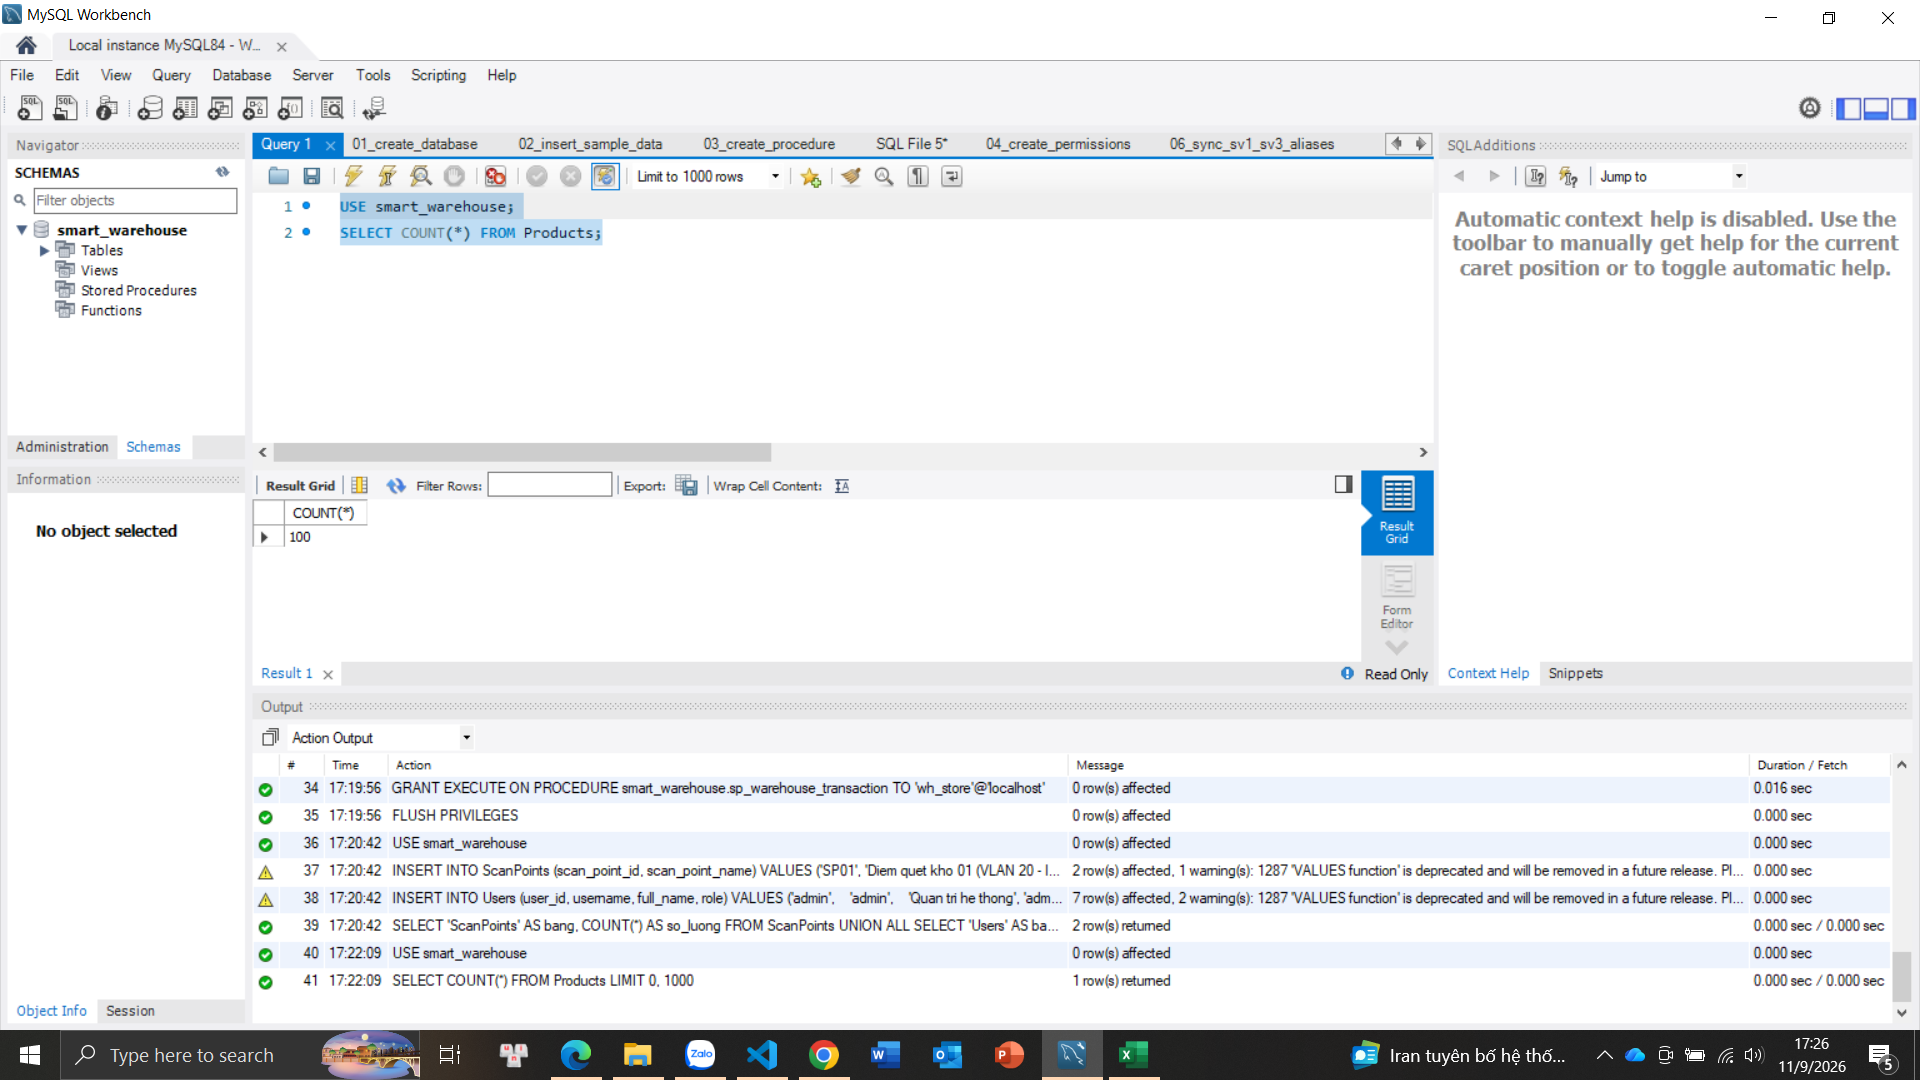 MySQL Workbench
Local instance MySQL84 - W...
File Edit View Query Database Server Tools Scripting Help
Navigator
SCHEMAS
Filter objects
smart_warehouse
Tables
Views
Stored Procedures
Functions
Administration Schemas
Information
No object selected
Object Info Session
Query 1 01_create_database 02_insert_sample_data 03_create_procedure SQL File 5* 04_create_permissions 06_sync_sv1_sv3_aliases
Limit to 1000 rows
1 USE smart_warehouse;
2 SELECT COUNT(*) FROM Products;
Result Grid Filter Rows: Export: Wrap Cell Content:
COUNT(*)
100
Result Grid
Form Editor
Result 1 Read Only
SQLAdditions
Jump to
Automatic context help is disabled. Use the
toolbar to manually get help for the current
caret position or to toggle automatic help.
Context Help Snippets
Output
Action Output
# Time Action Message Duration / Fetch
34 17:19:56 GRANT EXECUTE ON PROCEDURE smart_warehouse.sp_warehouse_transaction TO 'wh_store'@'localhost' 0 row(s) affected 0.016 sec
35 17:19:56 FLUSH PRIVILEGES 0 row(s) affected 0.000 sec
36 17:20:42 USE smart_warehouse 0 row(s) affected 0.000 sec
37 17:20:42 INSERT INTO ScanPoints (scan_point_id, scan_point_name) VALUES ('SP01', 'Diem quet kho 01 (VLAN 20 - I... 2 row(s) affected, 1 warning(s): 1287 'VALUES function' is deprecated and will be removed in a future release. Pl... 0.000 sec
38 17:20:42 INSERT INTO Users (user_id, username, full_name, role) VALUES ('admin', 'admin', 'Quan tri he thong', 'adm... 7 row(s) affected, 2 warning(s): 1287 'VALUES function' is deprecated and will be removed in a future release. Pl... 0.000 sec
39 17:20:42 SELECT 'ScanPoints' AS bang, COUNT(*) AS so_luong FROM ScanPoints UNION ALL SELECT 'Users' AS ba... 2 row(s) returned 0.000 sec / 0.000 sec
40 17:22:09 USE smart_warehouse 0 row(s) affected 0.000 sec
41 17:22:09 SELECT COUNT(*) FROM Products LIMIT 0, 1000 1 row(s) returned 0.000 sec / 0.000 sec
Type here to search
Zalo
Iran tuyên bố hệ thố...
17:26
11/9/2026
5